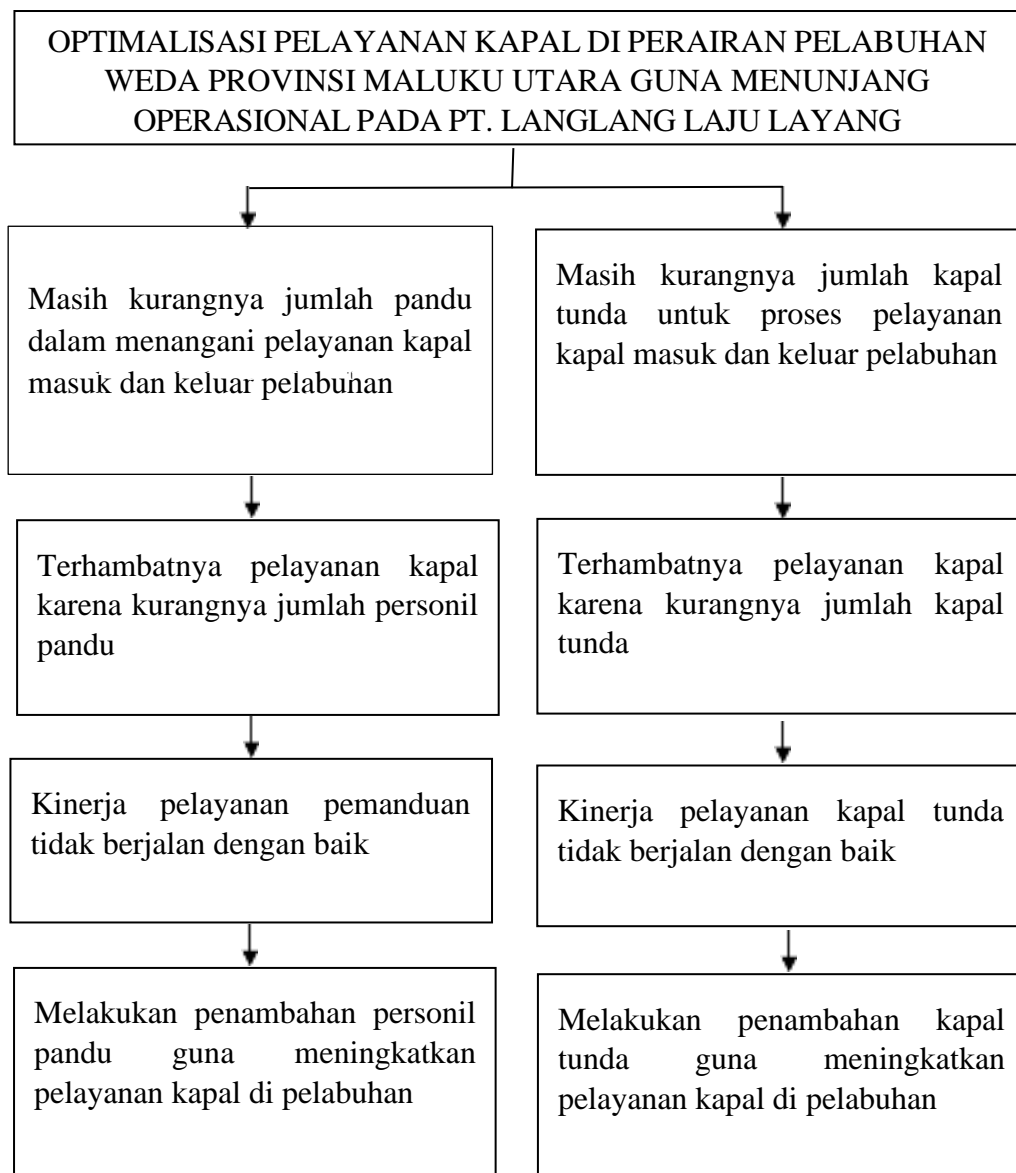 OPTIMALISASI PELAYANAN KAPAL DI PERAIRAN PELABUHAN
WEDA PROVINSI MALUKU UTARA GUNA MENUNJANG
OPERASIONAL PADA PT. LANGLANG LAJU LAYANG
Masih kurangnya jumlah pandu
dalam menangani pelayanan kapal
masuk dan keluar pelabuhan
Masih kurangnya jumlah kapal
tunda untuk proses pelayanan
kapal masuk dan keluar pelabuhan
Terhambatnya pelayanan kapal
karena kurangnya jumlah personil
pandu
Terhambatnya pelayanan kapal
karena kurangnya jumlah kapal
tunda
Kinerja pelayanan pemanduan
tidak berjalan dengan baik
Kinerja pelayanan kapal tunda
tidak berjalan dengan baik
Melakukan penambahan personil
pandu guna meningkatkan
pelayanan kapal di pelabuhan
Melakukan penambahan kapal
tunda guna meningkatkan
pelayanan kapal di pelabuhan